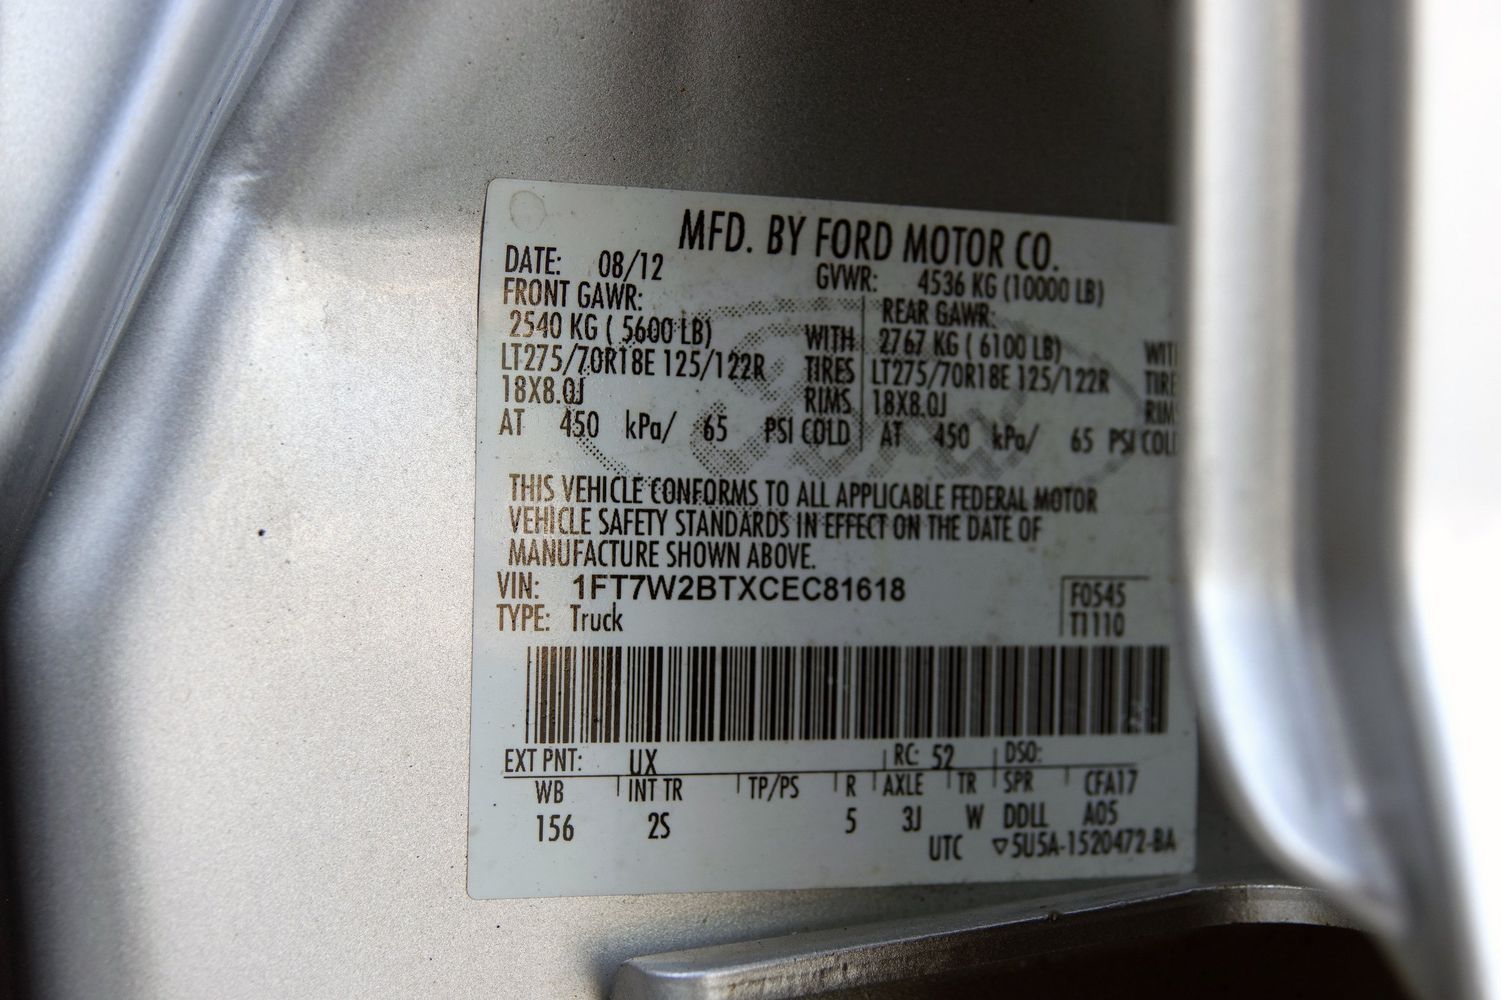 MFD. BY FORD MOTOR CO.
DATE: 08/12 GVWR: 4536 KG (10000 LB)
FRONT GAWR: REAR GAWR:
2540 KG ( 5600 LB) WITH 2767 KG ( 6100 LB) WIT
LT275/70R18E 125/122R TIRES LT275/70R18E 125/122R TIRE
18X8.0J RIMS 18X8.0J RIM
AT 450 kPa/ 65 PSI COLD AT 450 kPa/ 65 PSI COL
THIS VEHICLE CONFORMS TO ALL APPLICABLE FEDERAL MOTOR
VEHICLE SAFETY STANDARDS IN EFFECT ON THE DATE OF
MANUFACTURE SHOWN ABOVE.
VIN: 1FT7W2BTXCEC81618 F0545
TYPE: Truck T1110
EXT PNT: UX RC: 52 DSO:
WB INT TR TP/PS R AXLE TR SPR CFA17
156 2S 5 3J W DDLL A05
UTC ▽5U5A-1520472-BA